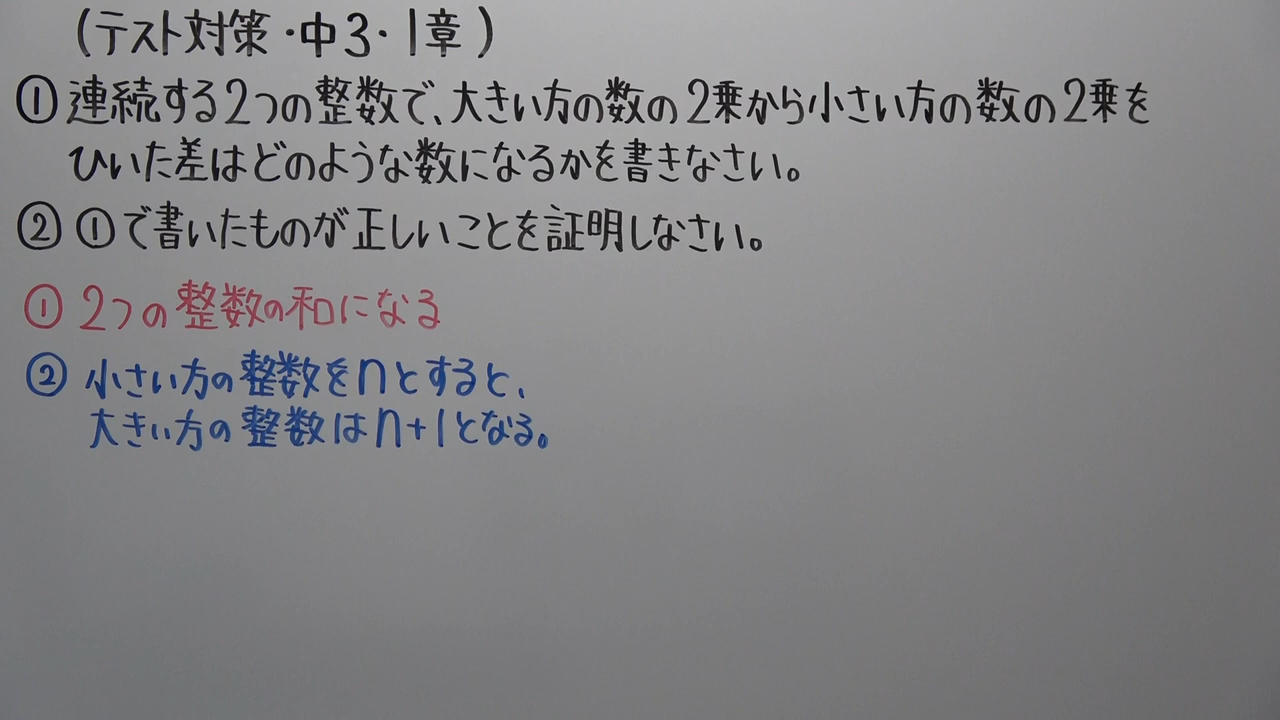 (テスト対策・中3・1章)
①連続する2つの整数で、大きい方の数の2乗から小さい方の数の2乗を
ひいた差はどのような数になるかを書きなさい。
②①で書いたものが正しいことを証明しなさい。
①2つの整数の和になる
②小さい方の整数をnとすると、
大きい方の整数はn+1となる。